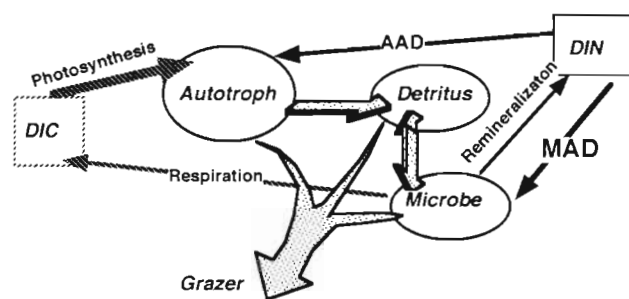 AAD
DIN
Photosynthesis
Autotroph
Detritus
DIC
Remineralizaton
MAD
Respiration
Microbe
Grazer